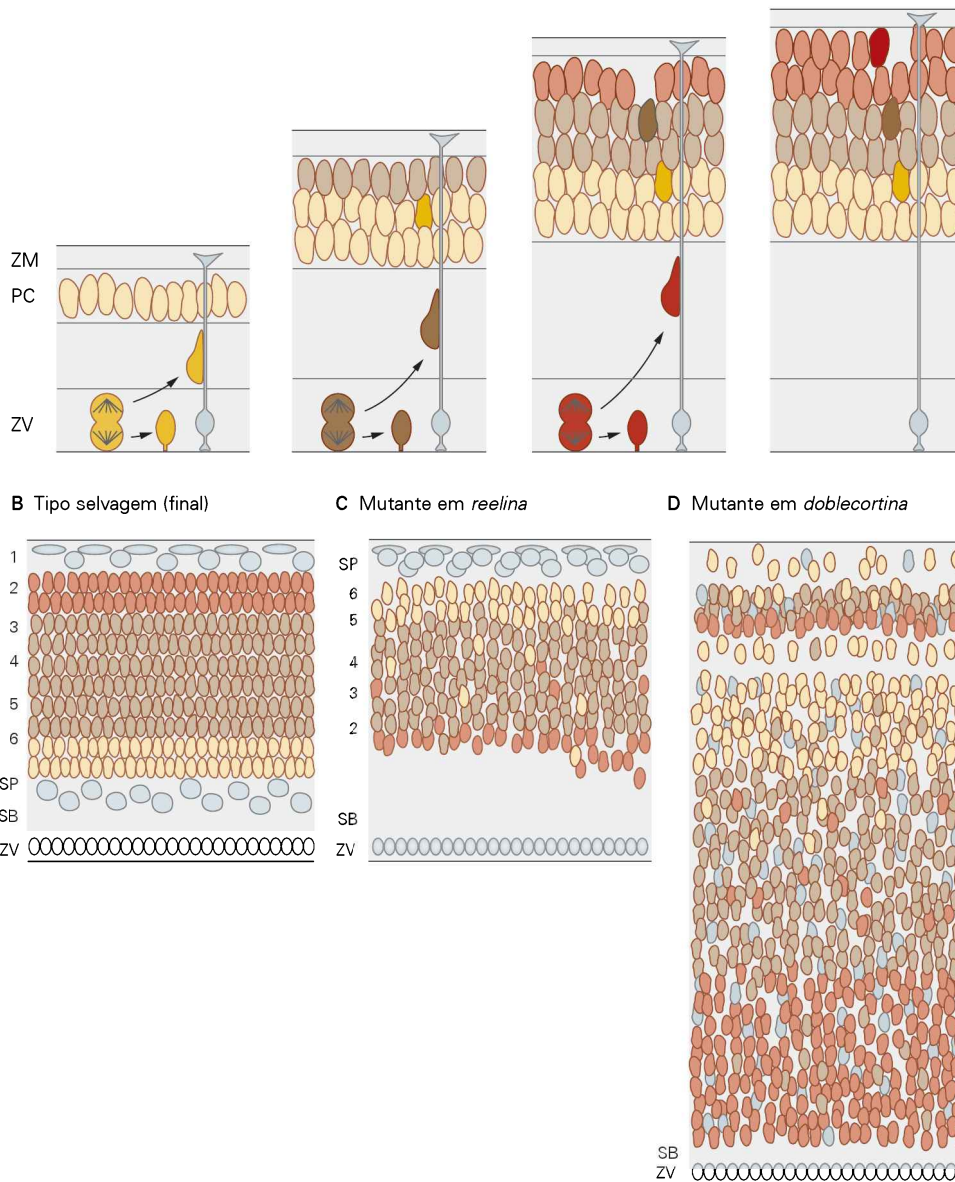 ZM
PC
ZV
B Tipo selvagem (final)
C Mutante em reelina
D Mutante em doblecortina
1
2
3
4
5
6
SP
SB
ZV
SP
6
5
4
3
2
SB
ZV
SB
ZV